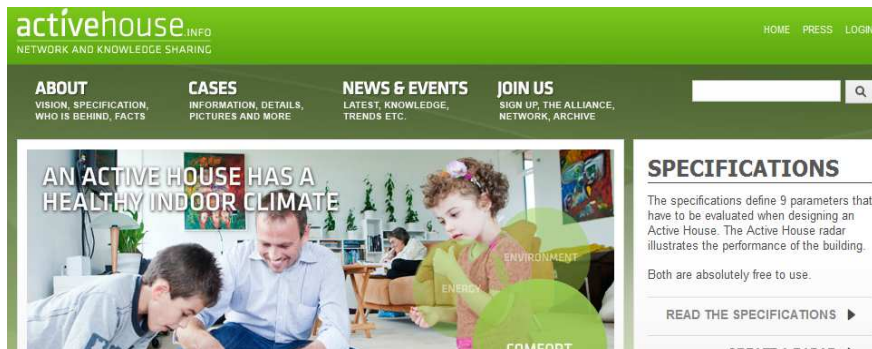 activehouse.INFO
NETWORK AND KNOWLEDGE SHARING
HOME PRESS LOGIN
ABOUT
VISION, SPECIFICATION,
WHO IS BEHIND, FACTS
CASES
INFORMATION, DETAILS,
PICTURES AND MORE
NEWS & EVENTS
LATEST, KNOWLEDGE,
TRENDS ETC.
JOIN US
SIGN UP, THE ALLIANCE,
NETWORK, ARCHIVE
AN ACTIVE HOUSE HAS A
HEALTHY INDOOR CLIMATE
ENVIRONMENT
ENERGY
COMFORT
SPECIFICATIONS
The specifications define 9 parameters that
have to be evaluated when designing an
Active House. The Active House radar
illustrates the performance of the building.
Both are absolutely free to use.
READ THE SPECIFICATIONS